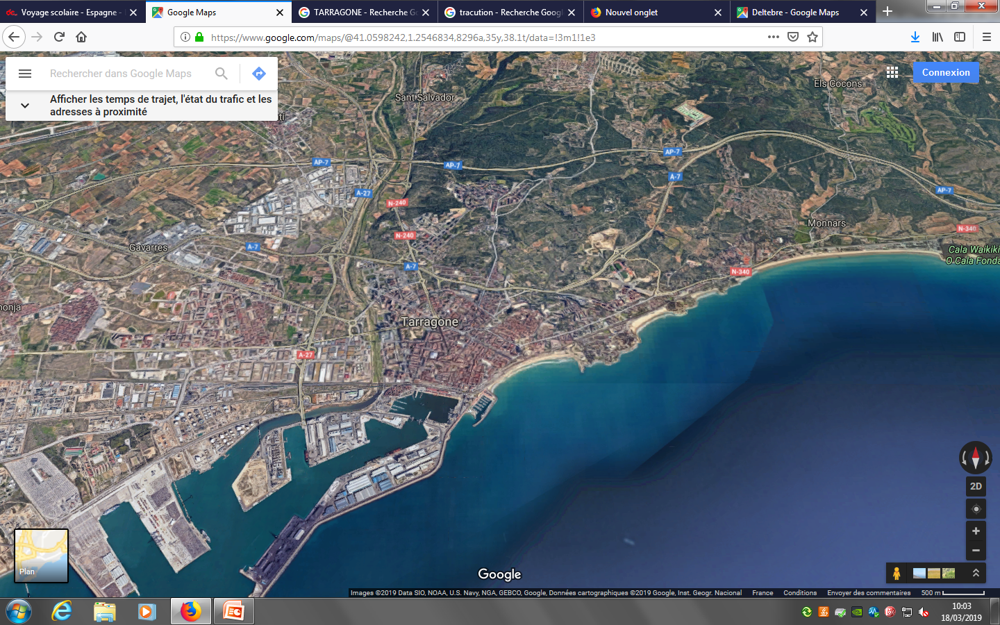 Voyage scolaire - Espagne -
Google Maps
TARRAGONE - Recherche Go
tracution - Recherche Googl
Nouvel onglet
Deltebre - Google Maps
https://www.google.com/maps/@41.0598242,1.2546834,8296a,35y,38.1t/data=!3m1!1e3
Rechercher dans Google Maps
Connexion
Afficher les temps de trajet, l'état du trafic et les
adresses à proximité
Sant Salvador
Els Cocons
AP-7
AP-7
AP-7
A-7
AP-7
A-27
N-240
Monnars
N-340
N-240
Gavarres
A-7
Cala Waikiki
O Cala Fonda
A-7
N-340
onja
Tarragone
A-27
2D
Plan
Google
Images ©2019 Data SIO, NOAA, U.S. Navy, NGA, GEBCO, Google, Données cartographiques ©2019 Google, Inst. Geogr. Nacional France Conditions Envoyer des commentaires 500 m
10:03
18/03/2019